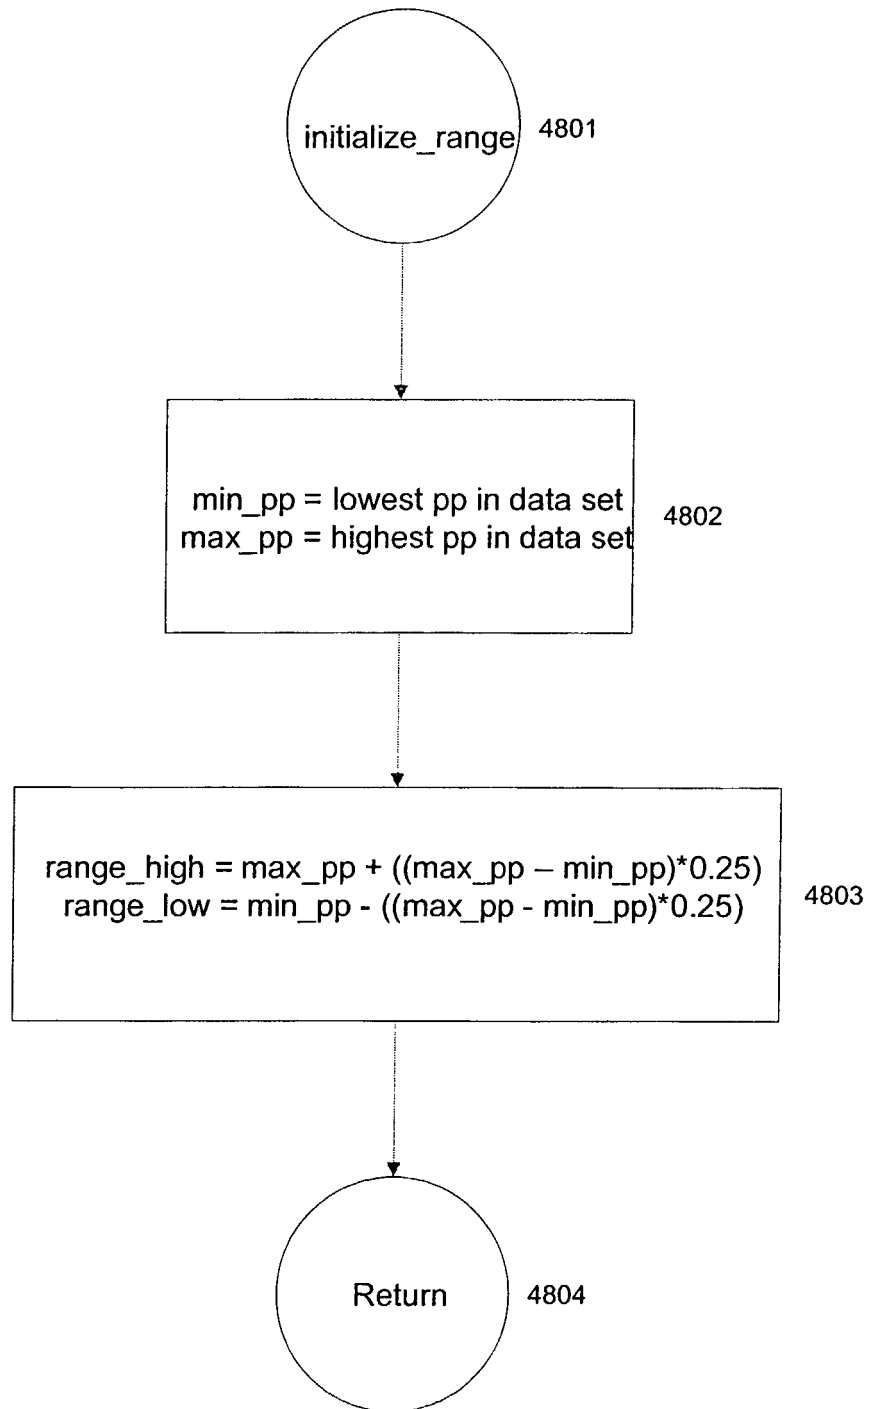 initialize_range
4801
min_pp = lowest pp in data set
max_pp = highest pp in data set
4802
range_high = max_pp + ((max_pp – min_pp)*0.25)
range_low = min_pp - ((max_pp - min_pp)*0.25)
4803
Return
4804